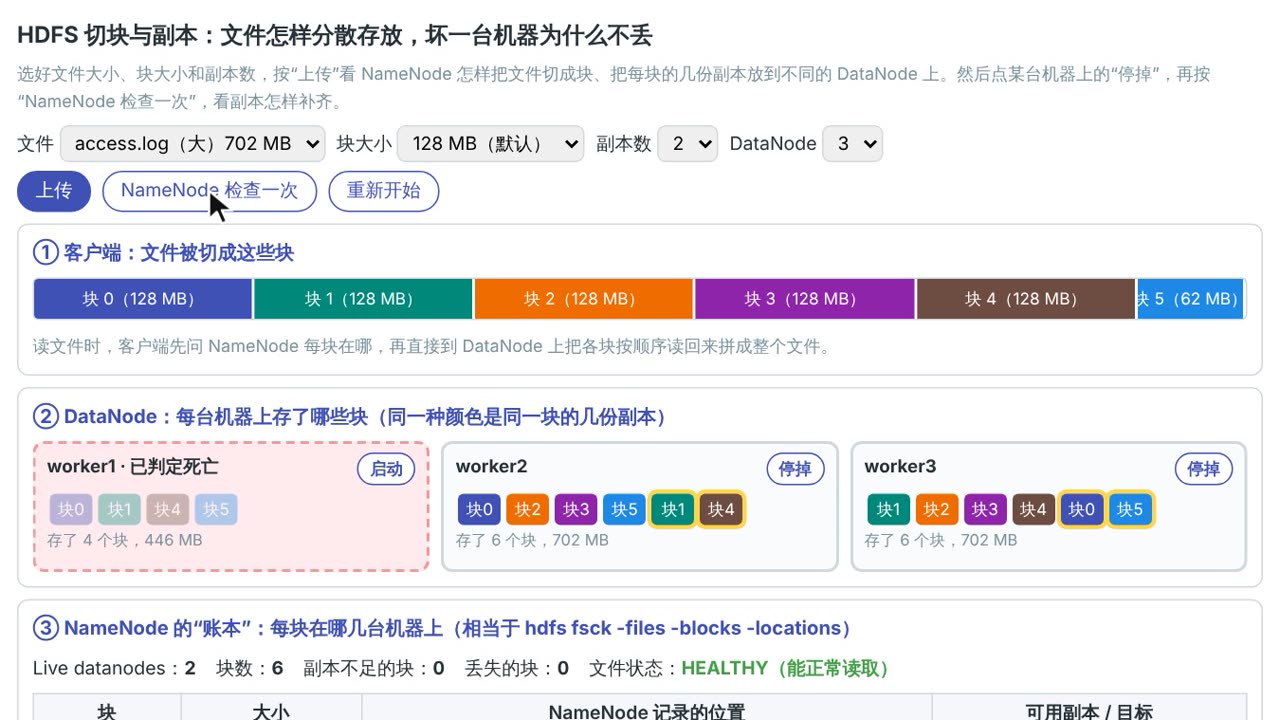 HDFS 切块与副本：文件怎样分散存放，坏一台机器为什么不丢
选好文件大小、块大小和副本数，按“上传”看 NameNode 怎样把文件切成块、把每块的几份副本放到不同的 DataNode 上。然后点某台机器上的“停掉”，再按
“NameNode 检查一次”，看副本怎样补齐。
文件 access.log（大）702 MB 块大小 128 MB（默认） 副本数 2 DataNode 3
上传 NameNode 检查一次 重新开始
① 客户端：文件被切成这些块
块 0（128 MB） 块 1（128 MB） 块 2（128 MB） 块 3（128 MB） 块 4（128 MB） 块 5（62 MB）
读文件时，客户端先问 NameNode 每块在哪，再直接到 DataNode 上把各块按顺序读回来拼成整个文件。
② DataNode：每台机器上存了哪些块（同一种颜色是同一块的几份副本）
worker1 · 已判定死亡 启动
块0 块1 块4 块5
存了 4 个块，446 MB
worker2 停掉
块0 块2 块3 块5 块1 块4
存了 6 个块，702 MB
worker3 停掉
块1 块2 块3 块4 块0 块5
存了 6 个块，702 MB
③ NameNode 的“账本”：每块在哪几台机器上（相当于 hdfs fsck -files -blocks -locations）
Live datanodes：2 块数：6 副本不足的块：0 丢失的块：0 文件状态：HEALTHY（能正常读取）
块 大小 NameNode 记录的位置 可用副本 / 目标